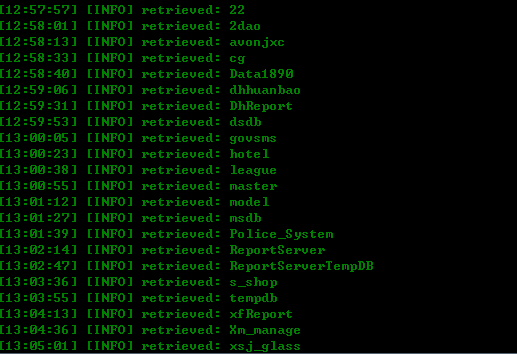 [12:57:57] [INFO] retrieved: 22
[12:58:01] [INFO] retrieved: 2dao
[12:58:13] [INFO] retrieved: avonjxc
[12:58:33] [INFO] retrieved: cg
[12:58:40] [INFO] retrieved: Data1890
[12:59:06] [INFO] retrieved: dhhuanbao
[12:59:31] [INFO] retrieved: DhReport
[12:59:53] [INFO] retrieved: dsdb
[13:00:05] [INFO] retrieved: govsms
[13:00:23] [INFO] retrieved: hotel
[13:00:38] [INFO] retrieved: league
[13:00:55] [INFO] retrieved: master
[13:01:12] [INFO] retrieved: model
[13:01:27] [INFO] retrieved: msdb
[13:01:39] [INFO] retrieved: Police_System
[13:02:14] [INFO] retrieved: ReportServer
[13:02:47] [INFO] retrieved: ReportServerTempDB
[13:03:36] [INFO] retrieved: s_shop
[13:03:55] [INFO] retrieved: tempdb
[13:04:13] [INFO] retrieved: xfReport
[13:04:36] [INFO] retrieved: Xm_manage
[13:05:01] [INFO] retrieved: xsj_glass